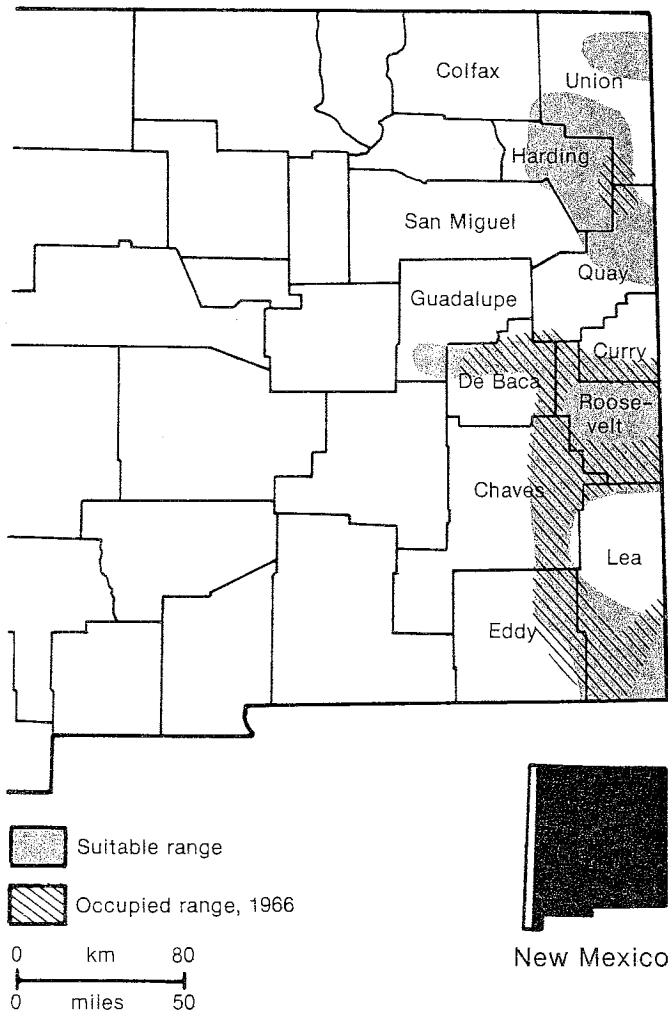 Colfax
Union
Harding
San Miguel
Quay
Guadalupe
Curry
De Baca
Roose-
velt
Chaves
Lea
Eddy
Suitable range
Occupied range, 1966
0 km 80
0 miles 50
New Mexico